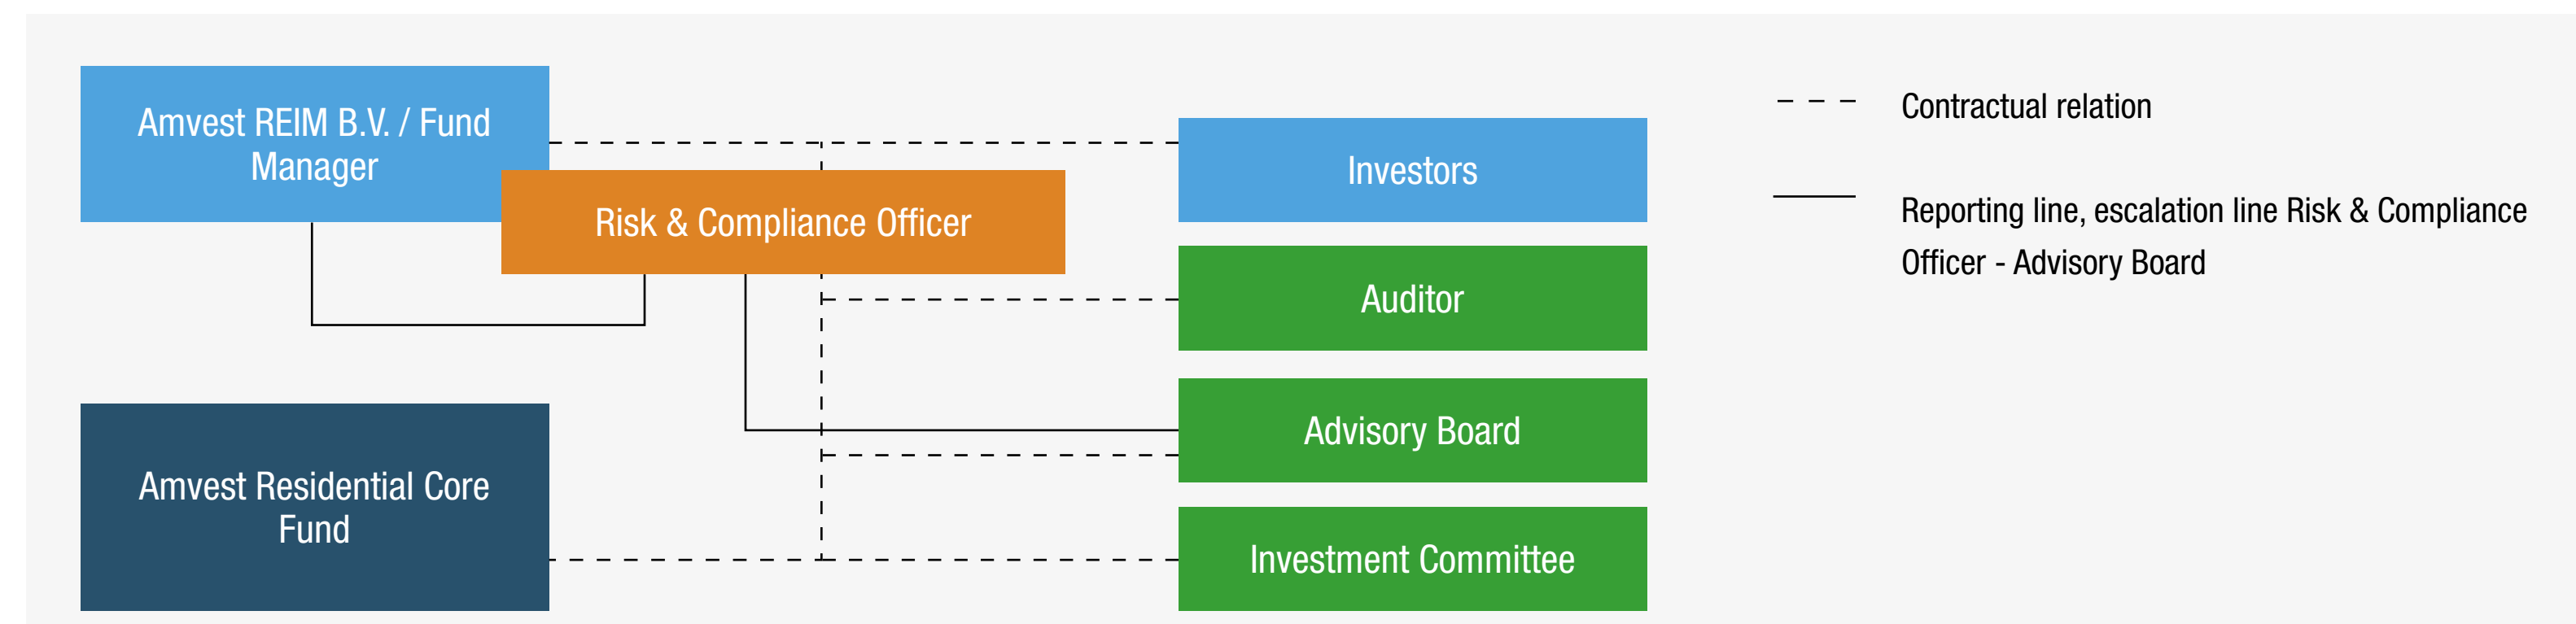 Amvest REIM B.V. / Fund
Manager
Risk & Compliance Officer
Amvest Residential Core
Fund
Investors
Auditor
Advisory Board
Investment Committee
Contractual relation
Reporting line, escalation line Risk & Compliance
Officer - Advisory Board